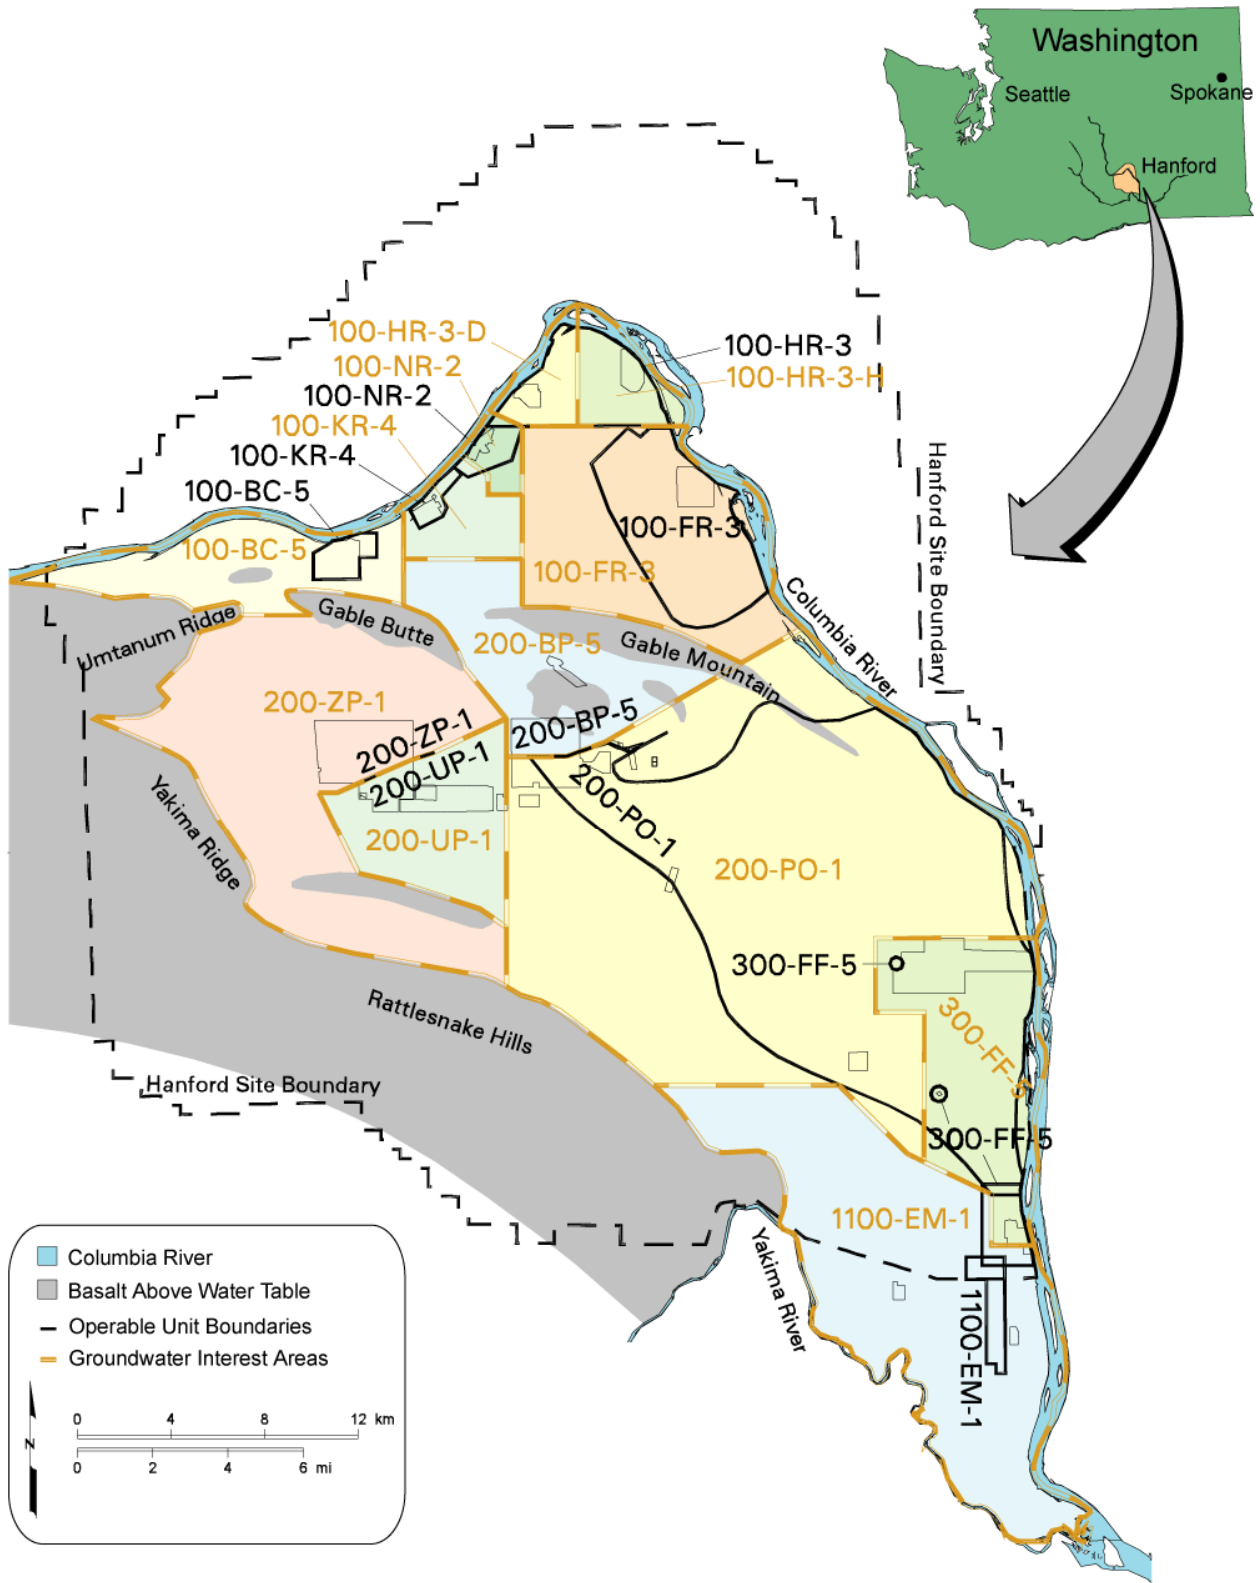 Washington
Seattle
Spokane
Hanford
100-HR-3-D
100-HR-3
100-NR-2
100-HR-3-H
100-NR-2
100-KR-4
100-KR-4
100-BC-5
Hanford Site Boundary
100-FR-3
100-BC-5
100-FR-3
Columbia River
Umtanum Ridge
Gable Butte
200-BP-5
Gable Mountain
200-ZP-1
200-BP-5
200-ZP-1
200-UP-1
200-PO-1
Yakima Ridge
200-UP-1
200-PO-1
300-FF-5
300-FF-5
Rattlesnake Hills
Hanford Site Boundary
300-FF-5
1100-EM-1
Yakima River
1100-EM-1
Columbia River
Basalt Above Water Table
Operable Unit Boundaries
Groundwater Interest Areas
N
0 4 8 12 km
0 2 4 6 mi